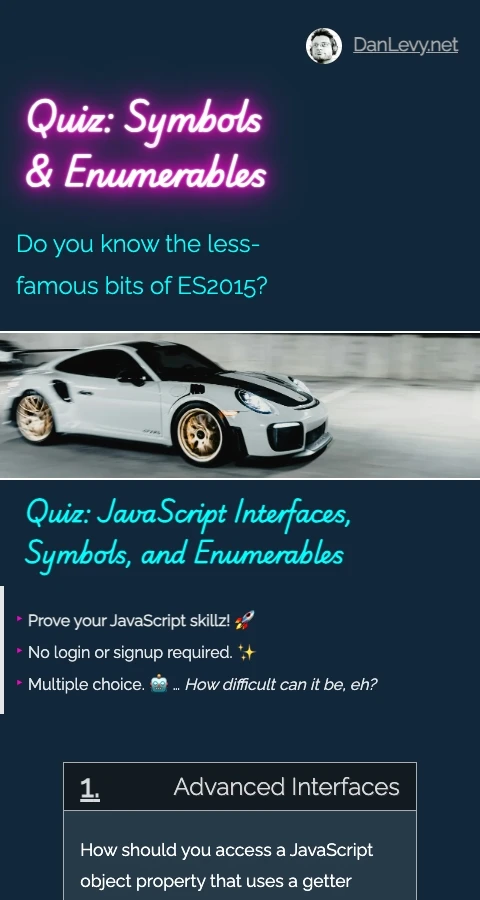 DanLevy.net
Quiz: Symbols
& Enumerables
Do you know the less-
famous bits of ES2015?
Quiz: JavaScript Interfaces,
Symbols, and Enumerables
‣ Prove your JavaScript skillz! 🚀
‣ No login or signup required. ✨
‣ Multiple choice. 🤖 … How difficult can it be, eh?
1. Advanced Interfaces
How should you access a JavaScript
object property that uses a getter